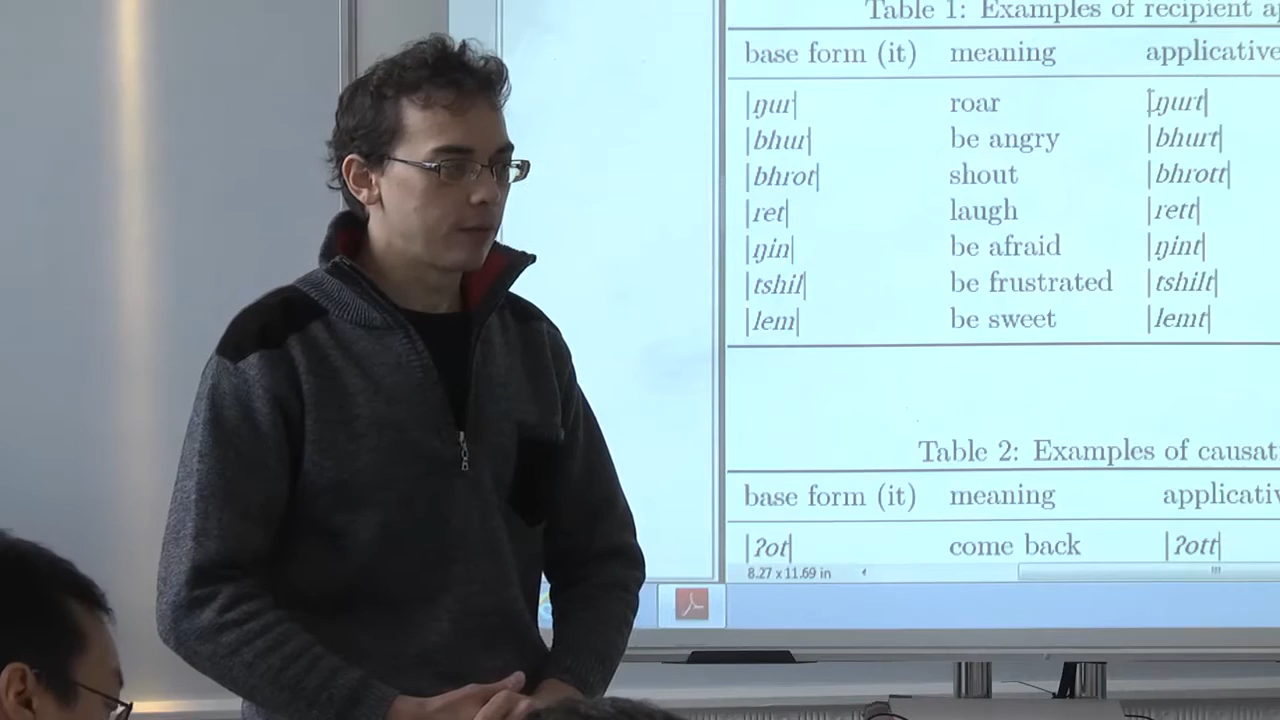 Table 1: Examples of recipient
base form (it) meaning applicative
|ŋur| roar |ŋurt|
|bhur| be angry |bhurt|
|bhrot| shout |bhrott|
|ret| laugh |rett|
|ŋin| be afraid |ŋint|
|tshil| be frustrated |tshilt|
|lem| be sweet |lemt|
Table 2: Examples of causat
base form (it) meaning applicativ
|ʔot| come back |ʔott|
8.27 x 11.69 in